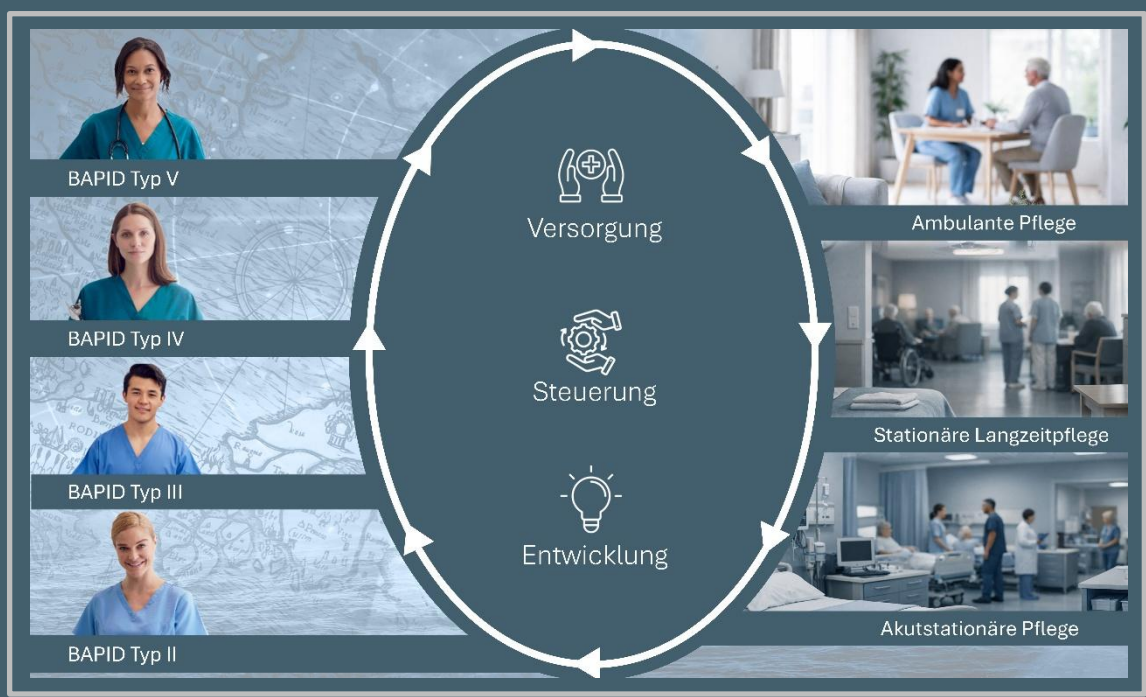 BAPID Typ V
BAPID Typ IV
BAPID Typ III
BAPID Typ II
Versorgung
Steuerung
Entwicklung
Ambulante Pflege
Stationäre Langzeitpflege
Akutstationäre Pflege